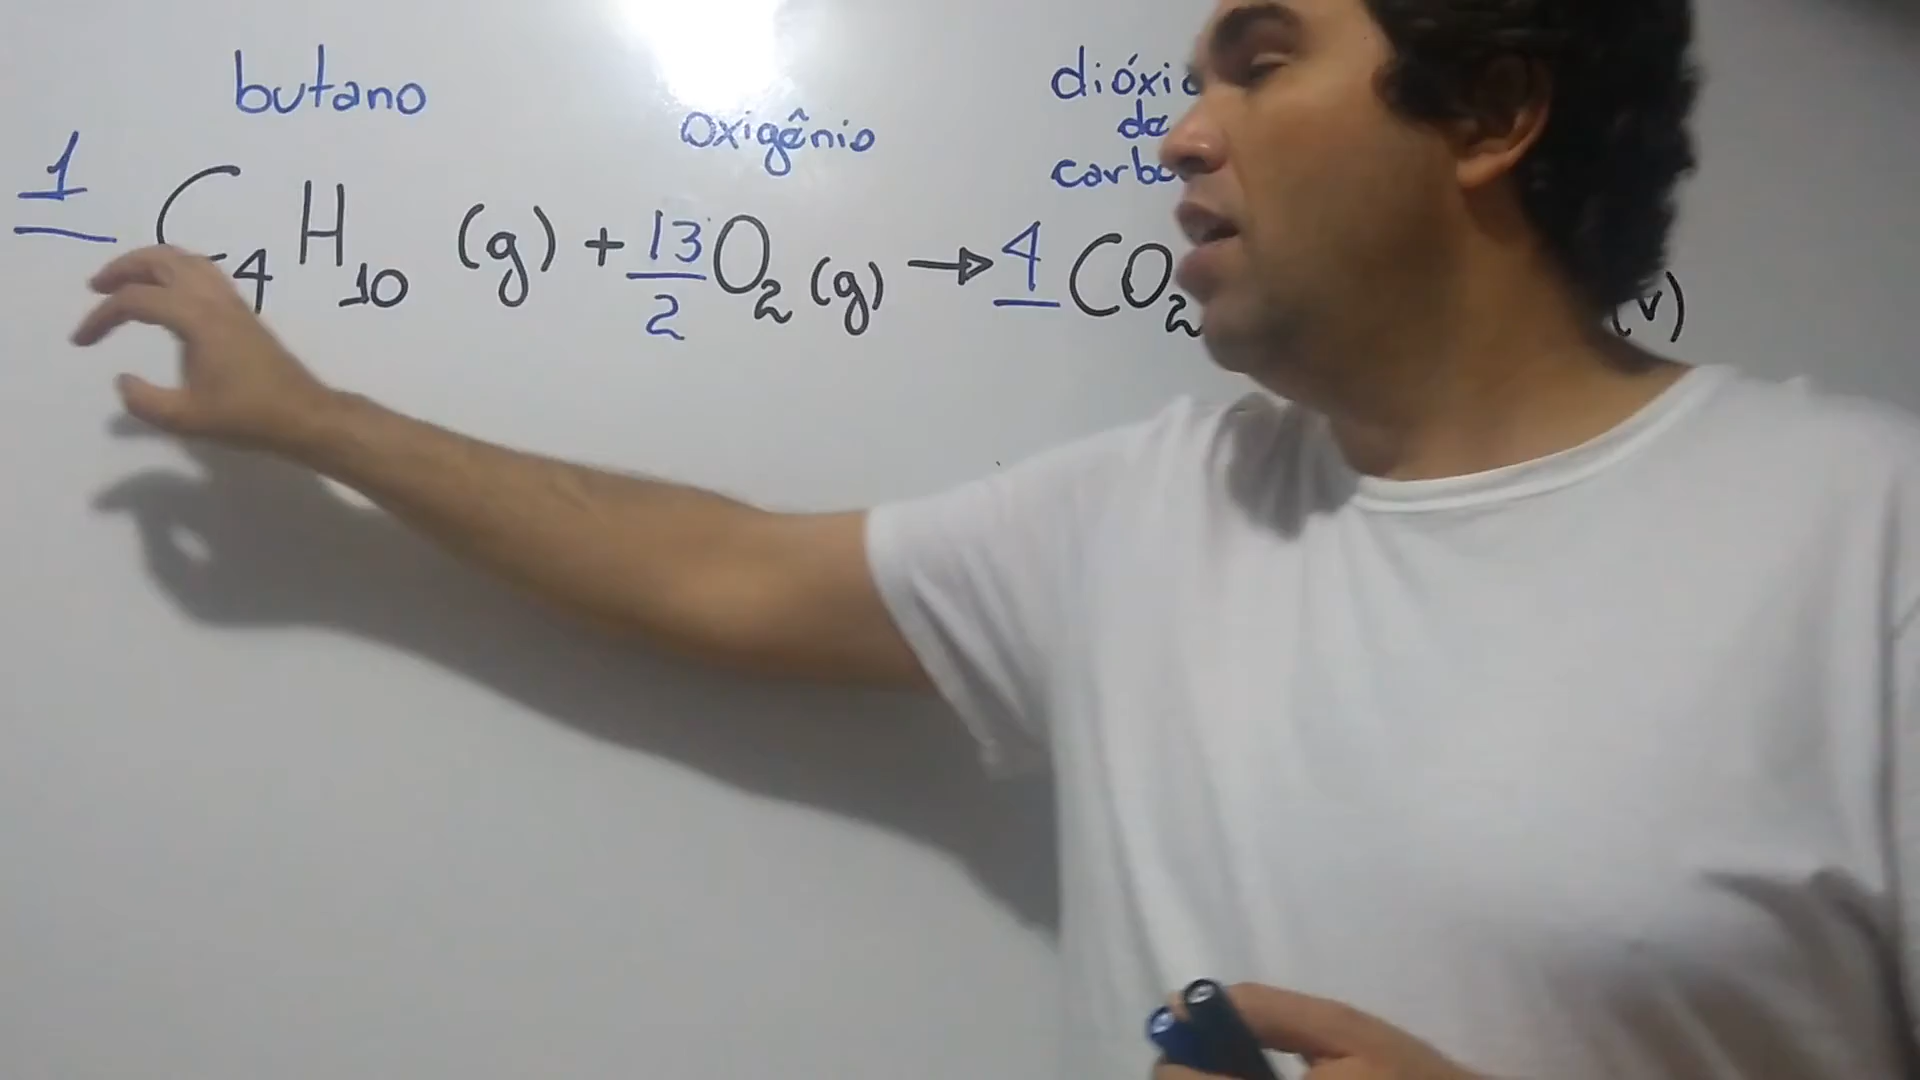 butano oxigênio dióxi
de
carbo
1 C4H10 (g) + 13/2 O2 (g) → 4 CO2 (v)